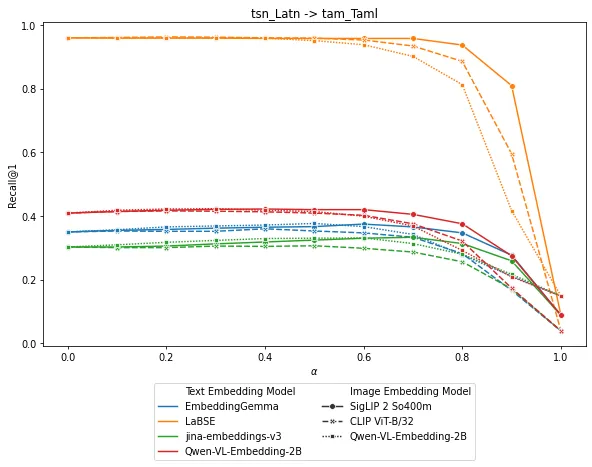 tsn_Latn -> tam_Taml
1.0
0.8
0.6
0.4
0.2
0.0
Recall@1
0.0 0.2 0.4 0.6 0.8 1.0
α
Text Embedding Model Image Embedding Model
EmbeddingGemma SigLIP 2 So400m
LaBSE CLIP ViT-B/32
jina-embeddings-v3 Qwen-VL-Embedding-2B
Qwen-VL-Embedding-2B